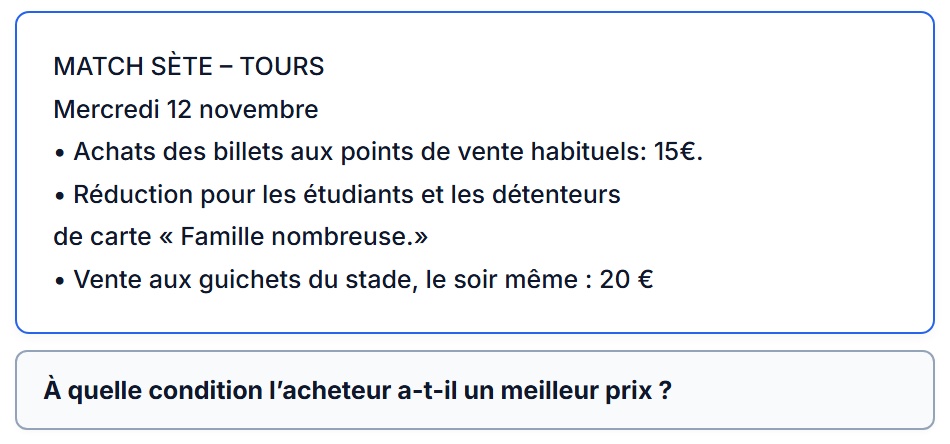 MATCH SÈTE – TOURS
Mercredi 12 novembre
• Achats des billets aux points de vente habituels: 15€.
• Réduction pour les étudiants et les détenteurs
de carte « Famille nombreuse.»
• Vente aux guichets du stade, le soir même : 20 €
À quelle condition l’acheteur a-t-il un meilleur prix ?